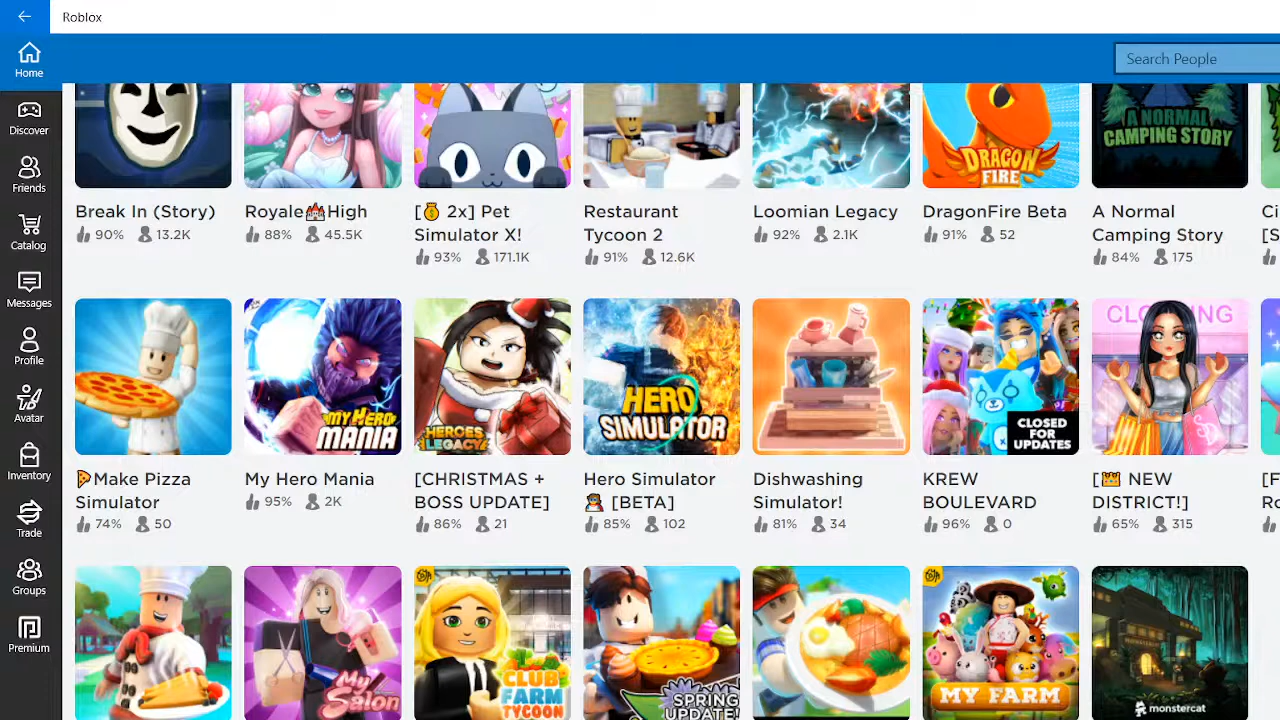 Roblox
Home
Search People
Discover
Friends
Catalog
Messages
Profile
Avatar
Inventory
Trade
Groups
Premium
DRAGON
FIRE
A NORMAL
CAMPING STORY
Break In (Story)
90% 13.2K
Royale🏰High
88% 45.5K
[💰 2x] Pet
Simulator X!
93% 171.1K
Restaurant
Tycoon 2
91% 12.6K
Loomian Legacy
92% 2.1K
DragonFire Beta
91% 52
A Normal
Camping Story
84% 175
Ci
[S
MY HERO
MANIA
HEROES
LEGACY
HERO
SIMULATOR
CLOSED
FOR
UPDATES
CLOTHING
🍕Make Pizza
Simulator
74% 50
My Hero Mania
95% 2K
[CHRISTMAS +
BOSS UPDATE]
86% 21
Hero Simulator
🦸 [BETA]
85% 102
Dishwashing
Simulator!
81% 34
KREW
BOULEVARD
96% 0
[👑 NEW
DISTRICT!]
65% 315
[F
Ro
My
Salon
CLUB
FARM
TYCOON
SPRING
UPDATE!
MY FARM
monstercat